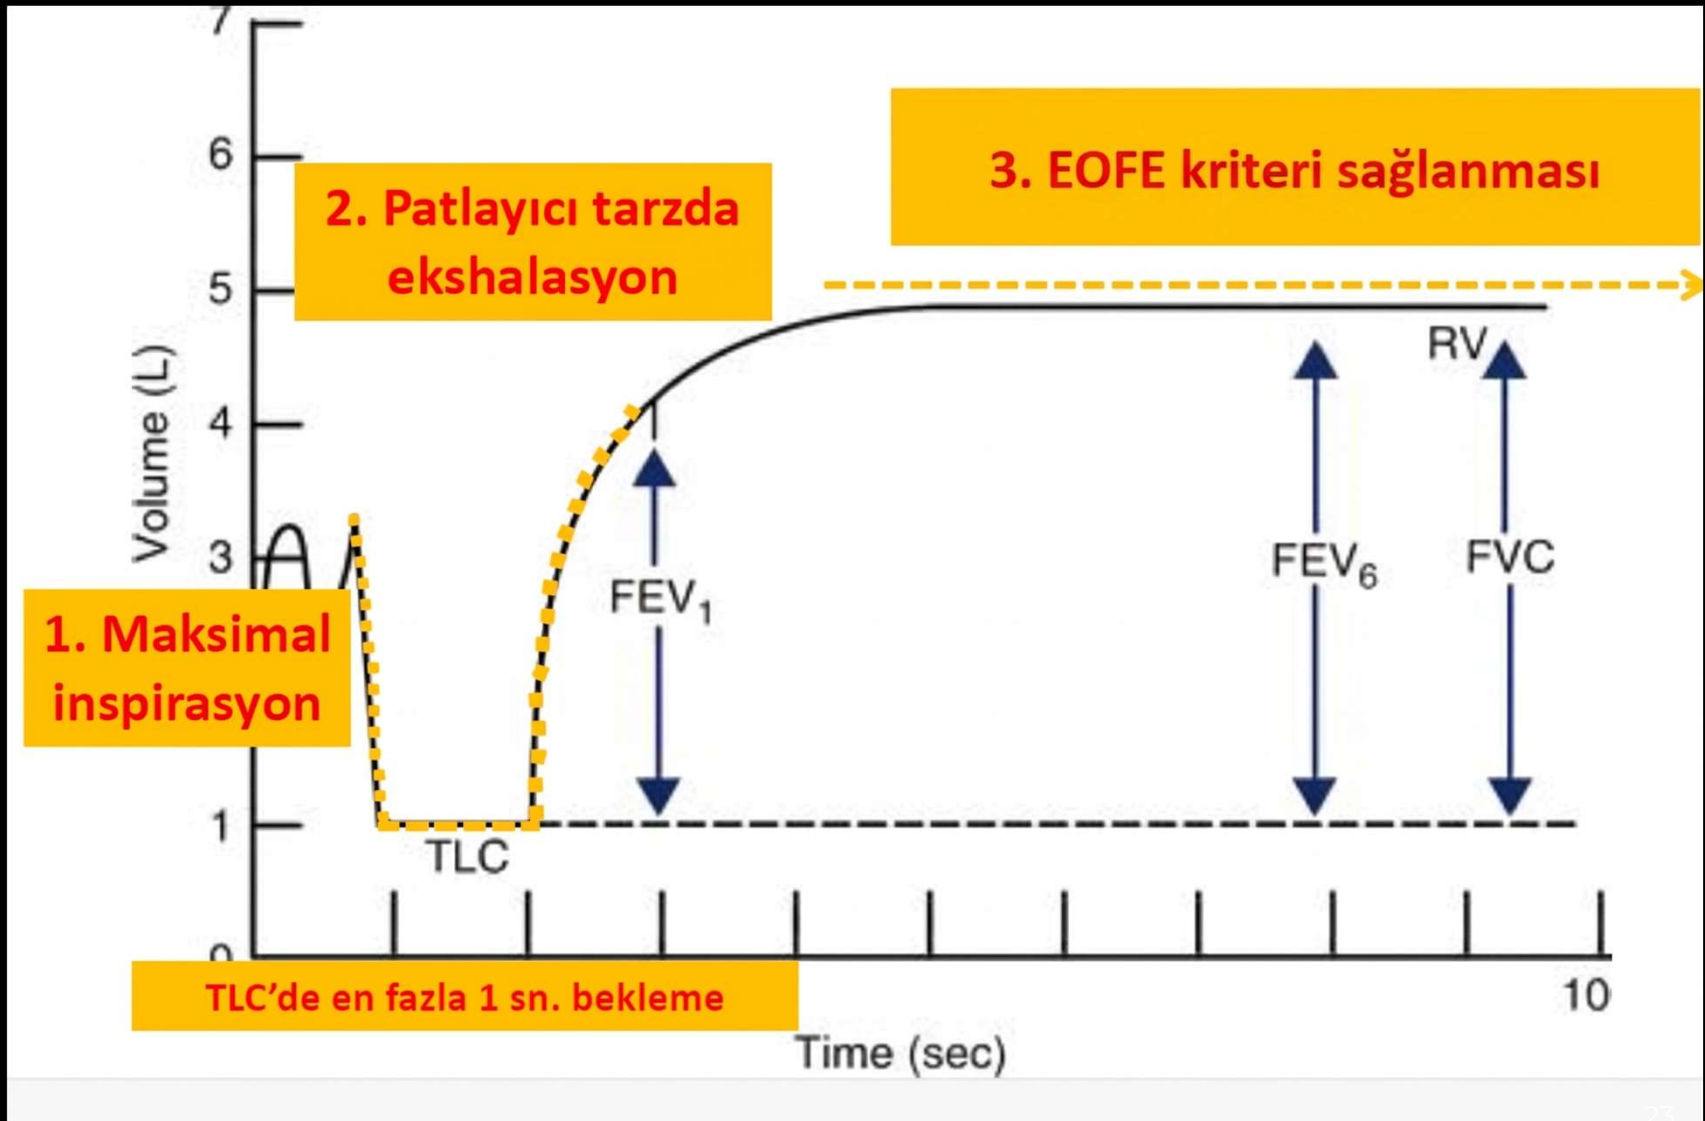 7
6
5
4
3
1
0
Volume (L)
2. Patlayıcı tarzda
ekshalasyon
3. EOFE kriteri sağlanması
1. Maksimal
inspirasyon
RV
FEV1
FEV6
FVC
TLC
TLC’de en fazla 1 sn. bekleme
10
Time (sec)
23